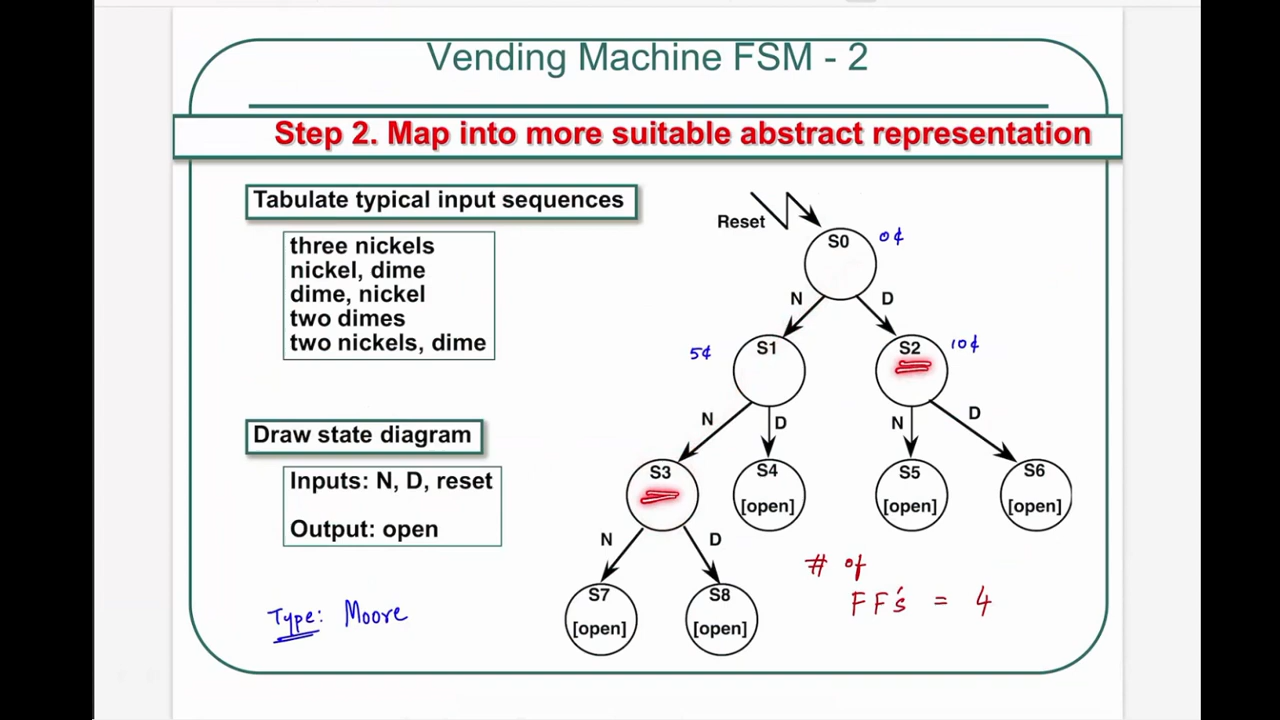 Vending Machine FSM - 2
Step 2. Map into more suitable abstract representation
Tabulate typical input sequences
three nickels
nickel, dime
dime, nickel
two dimes
two nickels, dime
Draw state diagram
Inputs: N, D, reset
Output: open
Type: Moore
Reset
S0
0¢
N
D
S1
5¢
S2
10¢
N
D
N
D
S3
S4
[open]
S5
[open]
S6
[open]
N
D
S7
[open]
S8
[open]
# of
FF's = 4